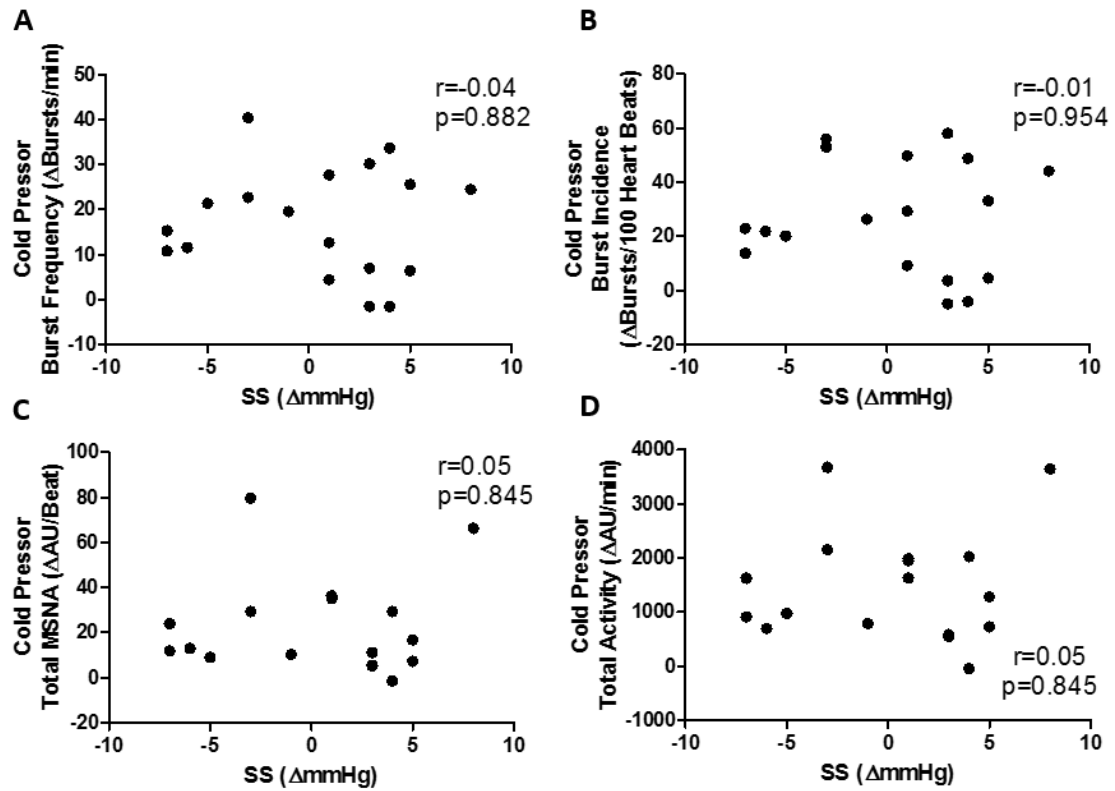 A
Cold Pressor
Burst Frequency (ΔBursts/min)
50
40
30
20
10
0
-10
r=-0.04
p=0.882
-10 -5 0 5 10
SS (ΔmmHg)
B
Cold Pressor
Burst Incidence
(ΔBursts/100 Heart Beats)
80
60
40
20
0
-20
r=-0.01
p=0.954
-10 -5 0 5 10
SS (ΔmmHg)
C
Cold Pressor
Total MSNA (ΔAU/Beat)
100
80
60
40
20
0
-20
r=0.05
p=0.845
-10 -5 0 5 10
SS (ΔmmHg)
D
Cold Pressor
Total Activity (ΔAU/min)
4000
3000
2000
1000
0
-1000
r=0.05
p=0.845
-10 -5 0 5 10
SS (ΔmmHg)